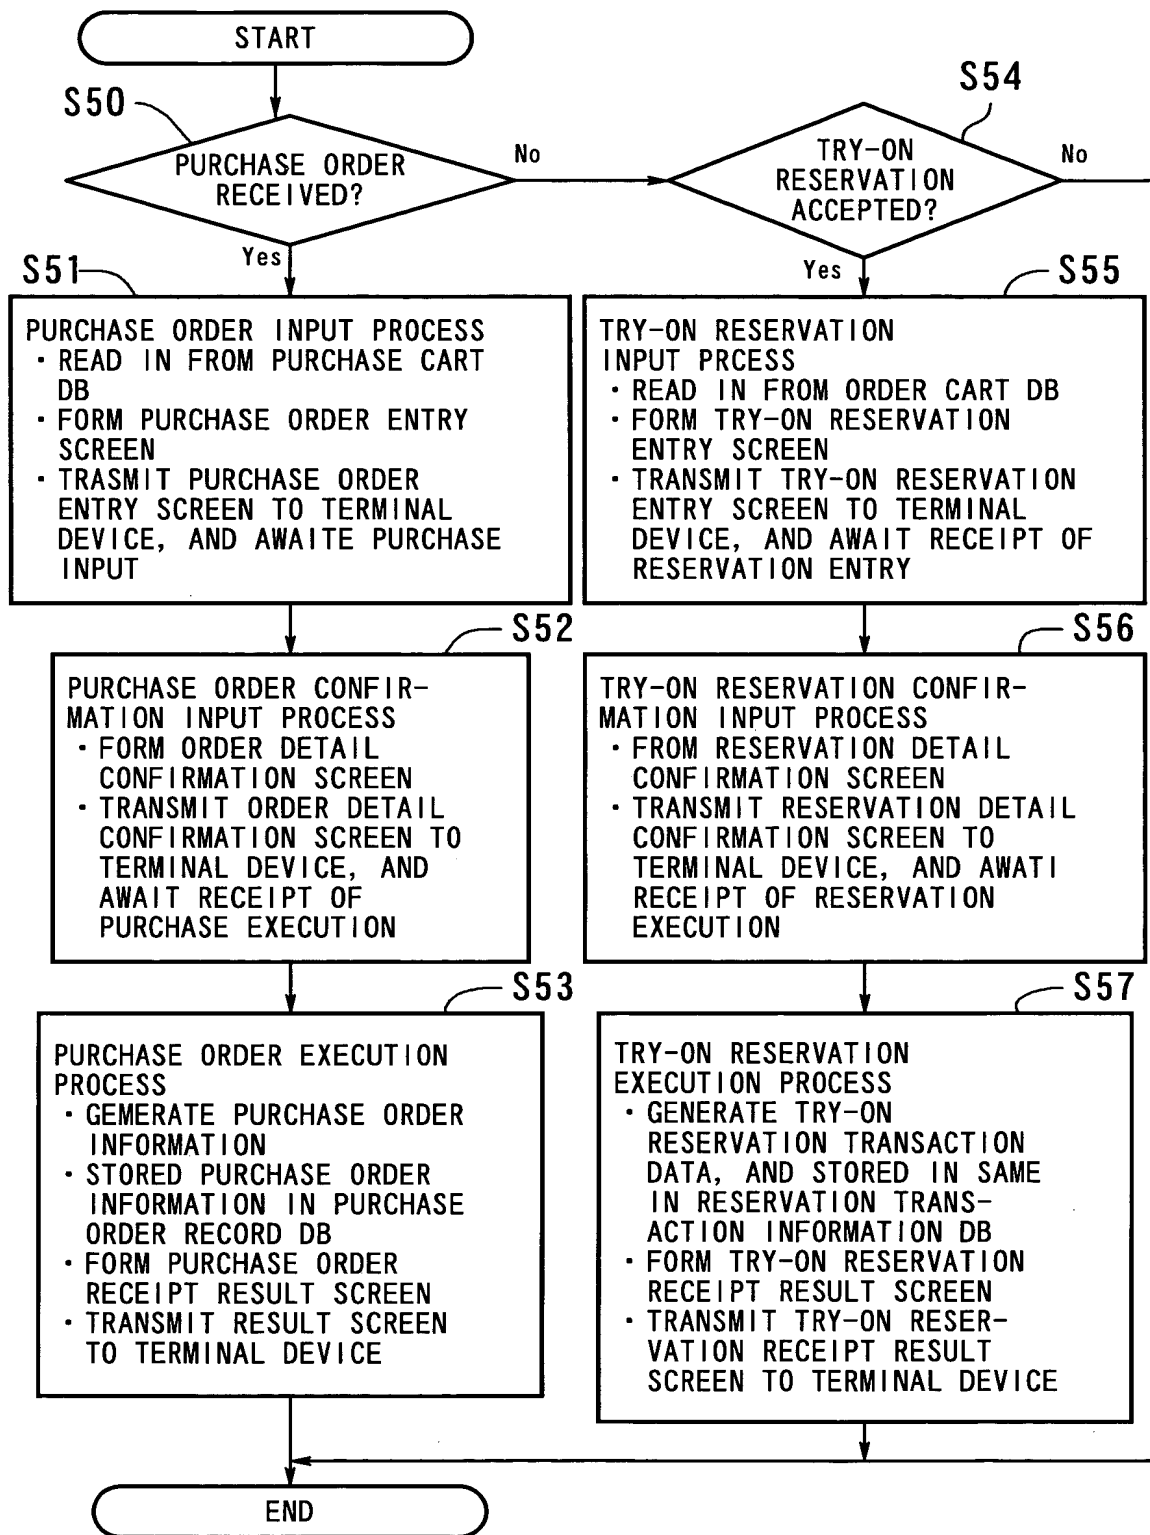 START
S50
PURCHASE ORDER
RECEIVED?
No
Yes
S54
TRY-ON
RESERVATION
ACCEPTED?
No
Yes
S51
PURCHASE ORDER INPUT PROCESS
・READ IN FROM PURCHASE CART
DB
・FORM PURCHASE ORDER ENTRY
SCREEN
・TRASMIT PURCHASE ORDER
ENTRY SCREEN TO TERMINAL
DEVICE, AND AWAITE PURCHASE
INPUT
S55
TRY-ON RESERVATION
INPUT PRCESS
・READ IN FROM ORDER CART DB
・FORM TRY-ON RESERVATION
ENTRY SCREEN
・TRANSMIT TRY-ON RESERVATION
ENTRY SCREEN TO TERMINAL
DEVICE, AND AWAIT RECEIPT OF
RESERVATION ENTRY
S52
PURCHASE ORDER CONFIR-
MATION INPUT PROCESS
・FORM ORDER DETAIL
CONFIRMATION SCREEN
・TRANSMIT ORDER DETAIL
CONFIRMATION SCREEN TO
TERMINAL DEVICE, AND
AWAIT RECEIPT OF
PURCHASE EXECUTION
S56
TRY-ON RESERVATION CONFIR-
MATION INPUT PROCESS
・FROM RESERVATION DETAIL
CONFIRMATION SCREEN
・TRANSMIT RESERVATION DETAIL
CONFIRMATION SCREEN TO
TERMINAL DEVICE, AND AWATI
RECEIPT OF RESERVATION
EXECUTION
S53
PURCHASE ORDER EXECUTION
PROCESS
・GEMERATE PURCHASE ORDER
INFORMATION
・STORED PURCHASE ORDER
INFORMATION IN PURCHASE
ORDER RECORD DB
・FORM PURCHASE ORDER
RECEIPT RESULT SCREEN
・TRANSMIT RESULT SCREEN
TO TERMINAL DEVICE
S57
TRY-ON RESERVATION
EXECUTION PROCESS
・GENERATE TRY-ON
RESERVATION TRANSACTION
DATA, AND STORED IN SAME
IN RESERVATION TRANS-
ACTION INFORMATION DB
・FORM TRY-ON RESERVATION
RECEIPT RESULT SCREEN
・TRANSMIT TRY-ON RESER-
VATION RECEIPT RESULT
SCREEN TO TERMINAL DEVICE
END